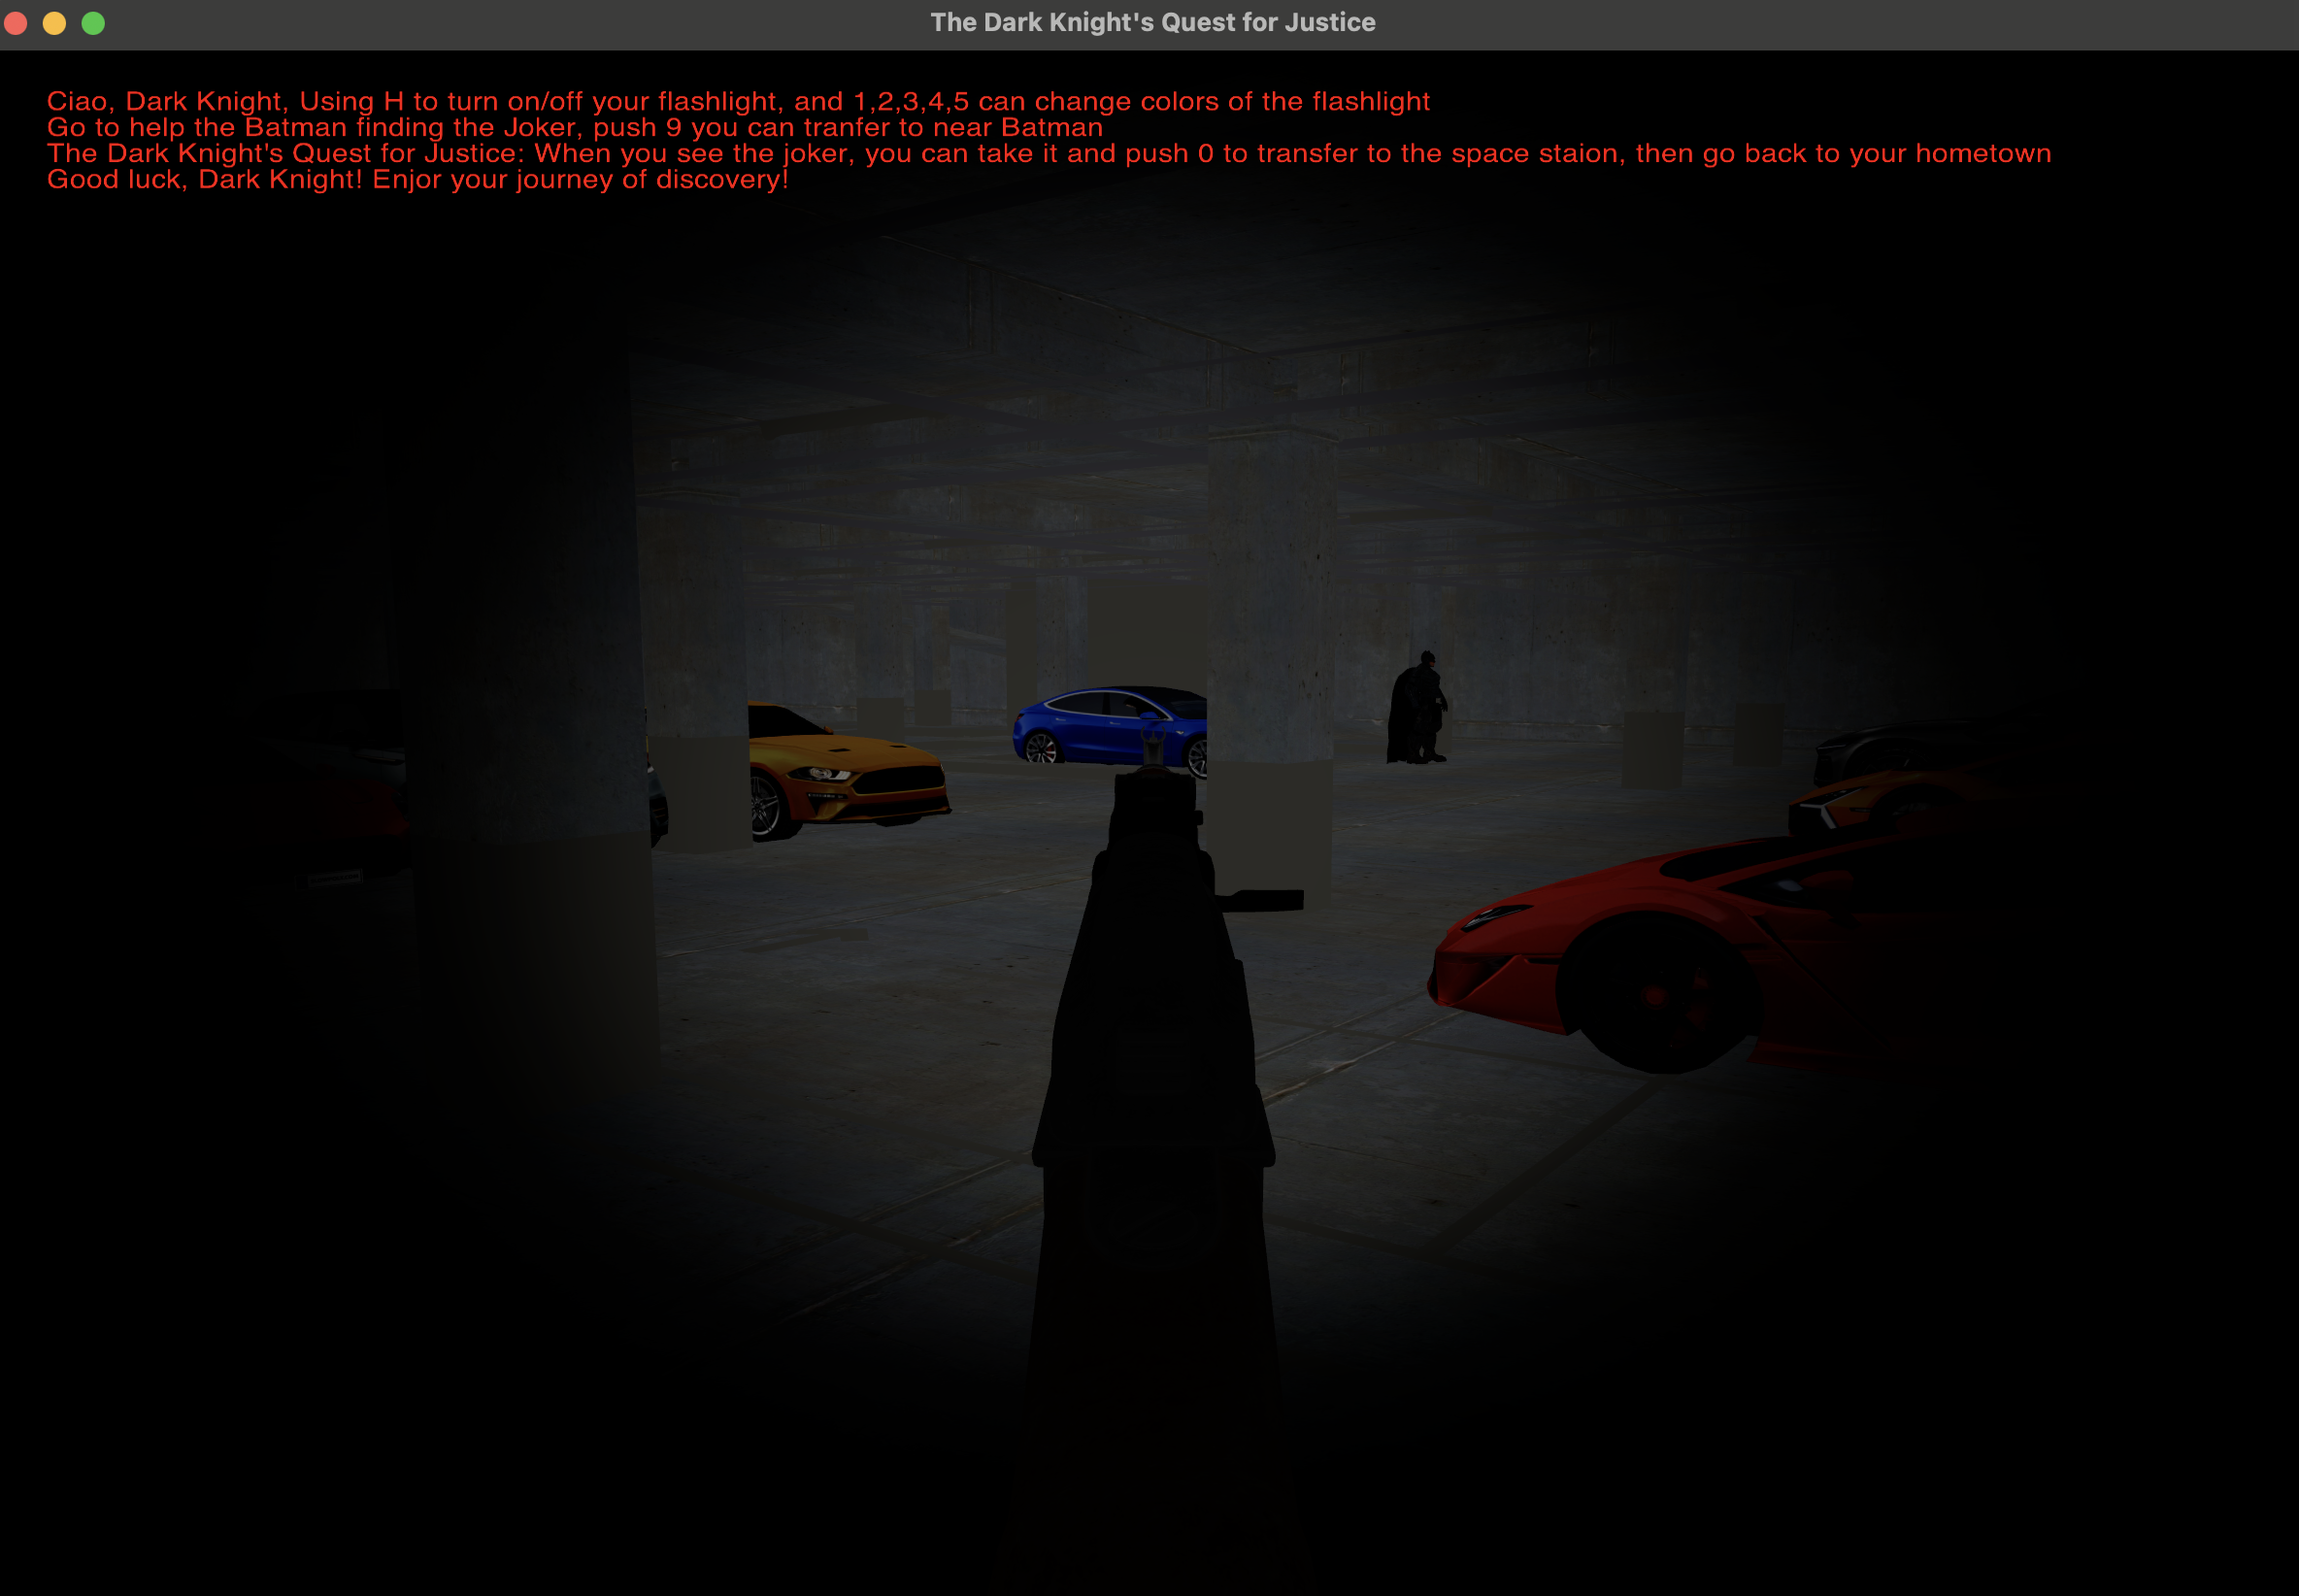 The Dark Knight's Quest for Justice
Ciao, Dark Knight, Using H to turn on/off your flashlight, and 1,2,3,4,5 can change colors of the flashlight
Go to help the Batman finding the Joker, push 9 you can tranfer to near Batman
The Dark Knight's Quest for Justice: When you see the joker, you can take it and push 0 to transfer to the space staion, then go back to your hometown
Good luck, Dark Knight! Enjor your journey of discovery!